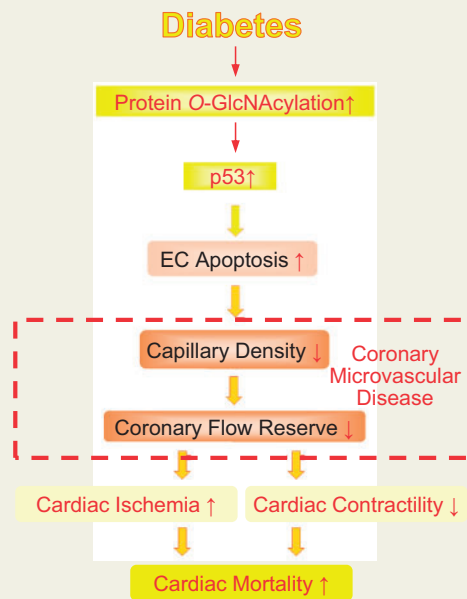 Diabetes
Protein O-GlcNAcylation↑
p53↑
EC Apoptosis ↑
Capillary Density ↓
Coronary
Microvascular
Disease
Coronary Flow Reserve ↓
Cardiac Ischemia ↑
Cardiac Contractility ↓
Cardiac Mortality ↑